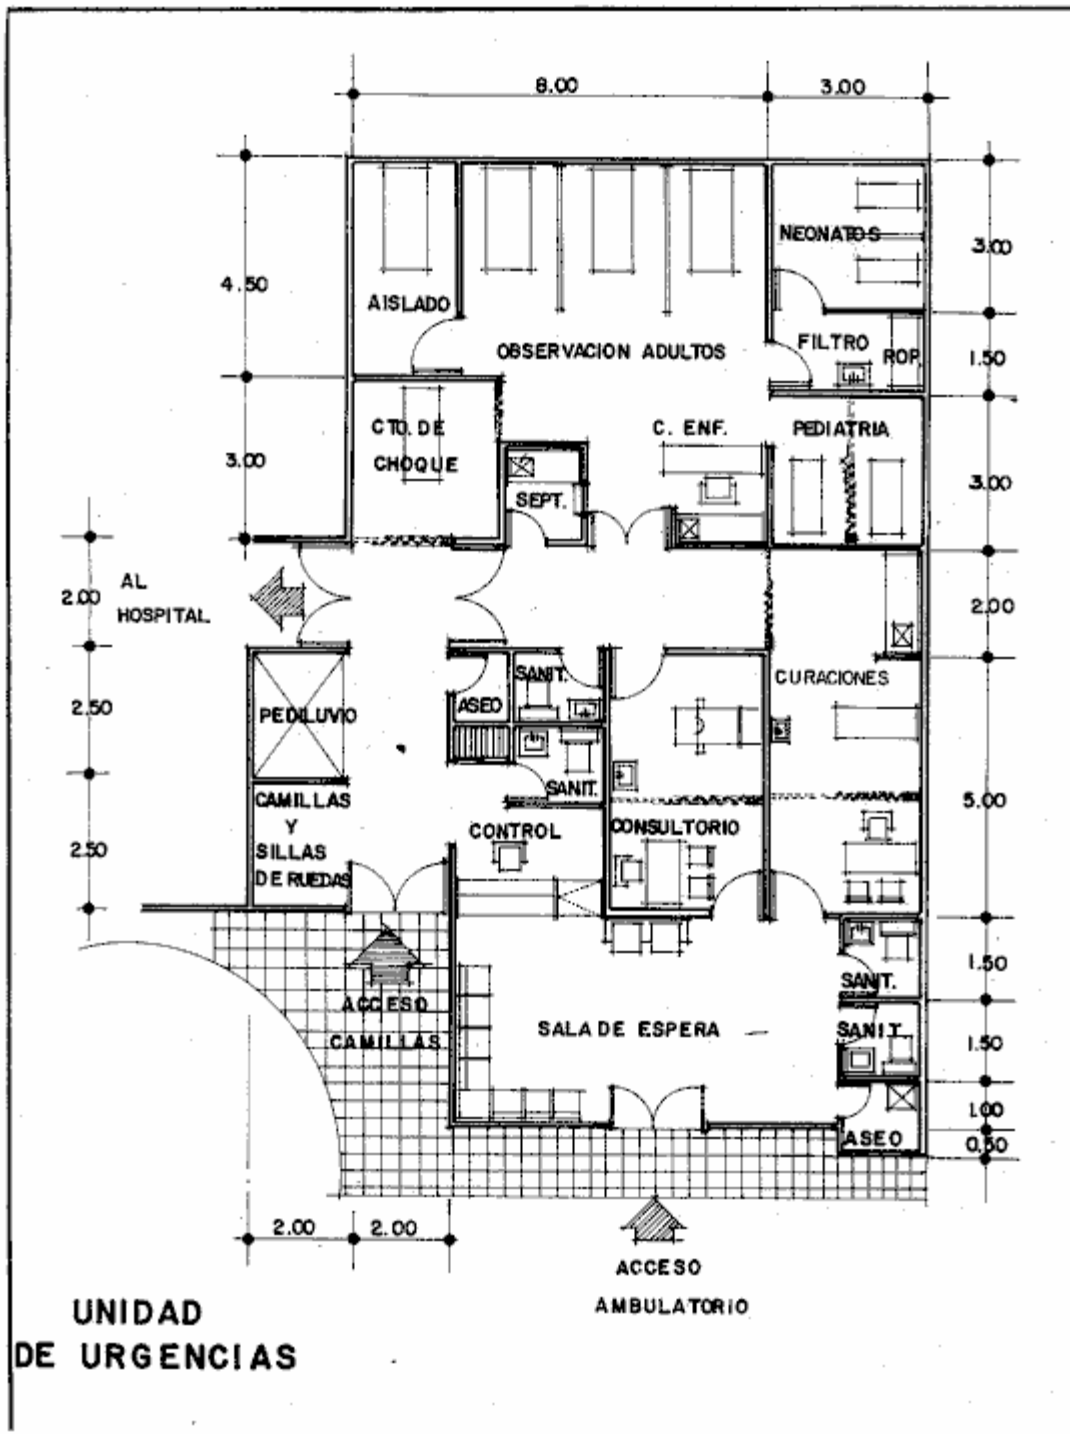 8.00 3.00
NEONATOS
3.00
4.50
AISLADO
FILTRO
ROP.
1.50
OBSERVACION ADULTOS
CTO. DE
CHOQUE
C. ENF.
PEDIATRIA
3.00
3.00
SEPT.
2.00
AL
HOSPITAL
2.00
SANIT.
CURACIONES
ASEO
2.50
PEDILUVIO
SANIT.
CAMILLAS
Y
SILLAS
DE RUEDAS
CONTROL
CONSULTORIO
5.00
2.50
SANIT.
1.50
ACCESO
CAMILLAS
SALA DE ESPERA
SANIT.
1.50
1.00
ASEO
0.50
2.00 2.00
ACCESO
AMBULATORIO
UNIDAD
DE URGENCIAS